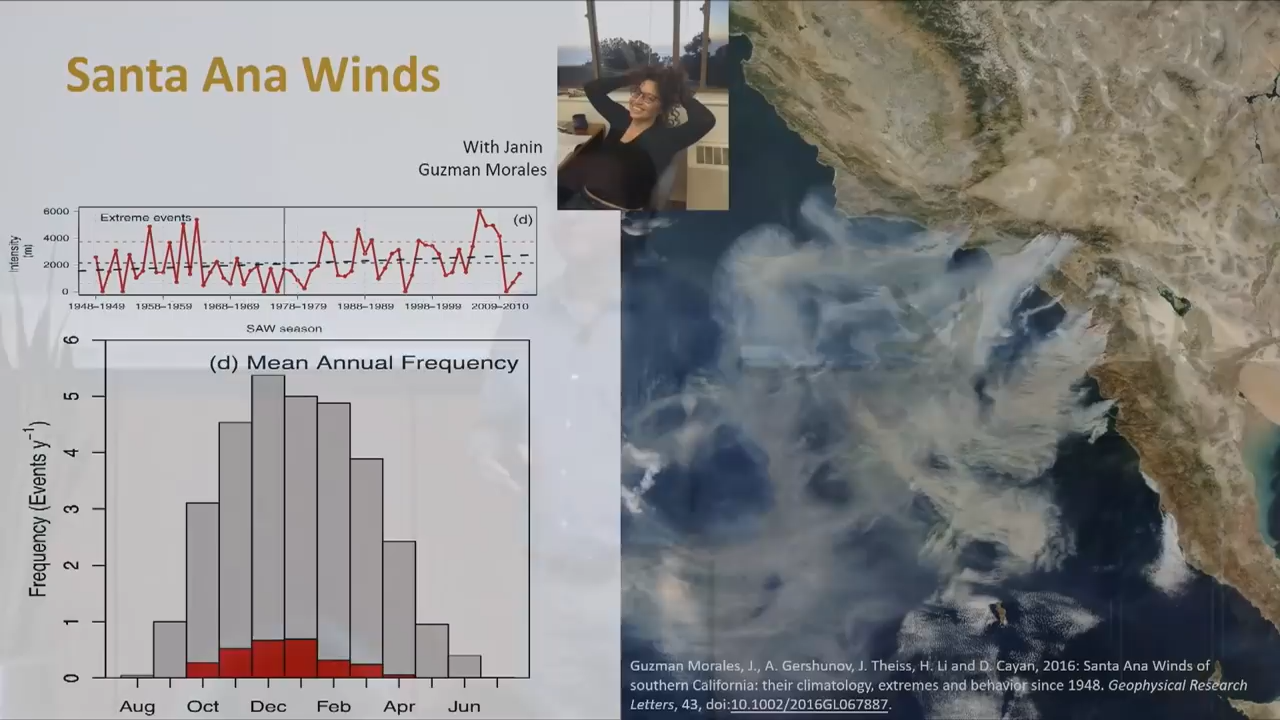 Santa Ana Winds
With Janin
Guzman Morales
Extreme events
(d)
Intensity
(m)
6000
4000
2000
0
1948–1949
1958–1959
1968–1969
1978–1979
1988–1989
1998–1999
2009–2010
SAW season
(d) Mean Annual Frequency
Frequency (Events y⁻¹)
6
5
4
3
2
1
0
Aug
Oct
Dec
Feb
Apr
Jun
Guzman Morales, J., A. Gershunov, J. Theiss, H. Li and D. Cayan, 2016: Santa Ana Winds of
southern California: their climatology, extremes and behavior since 1948. Geophysical Research
Letters, 43, doi:10.1002/2016GL067887.